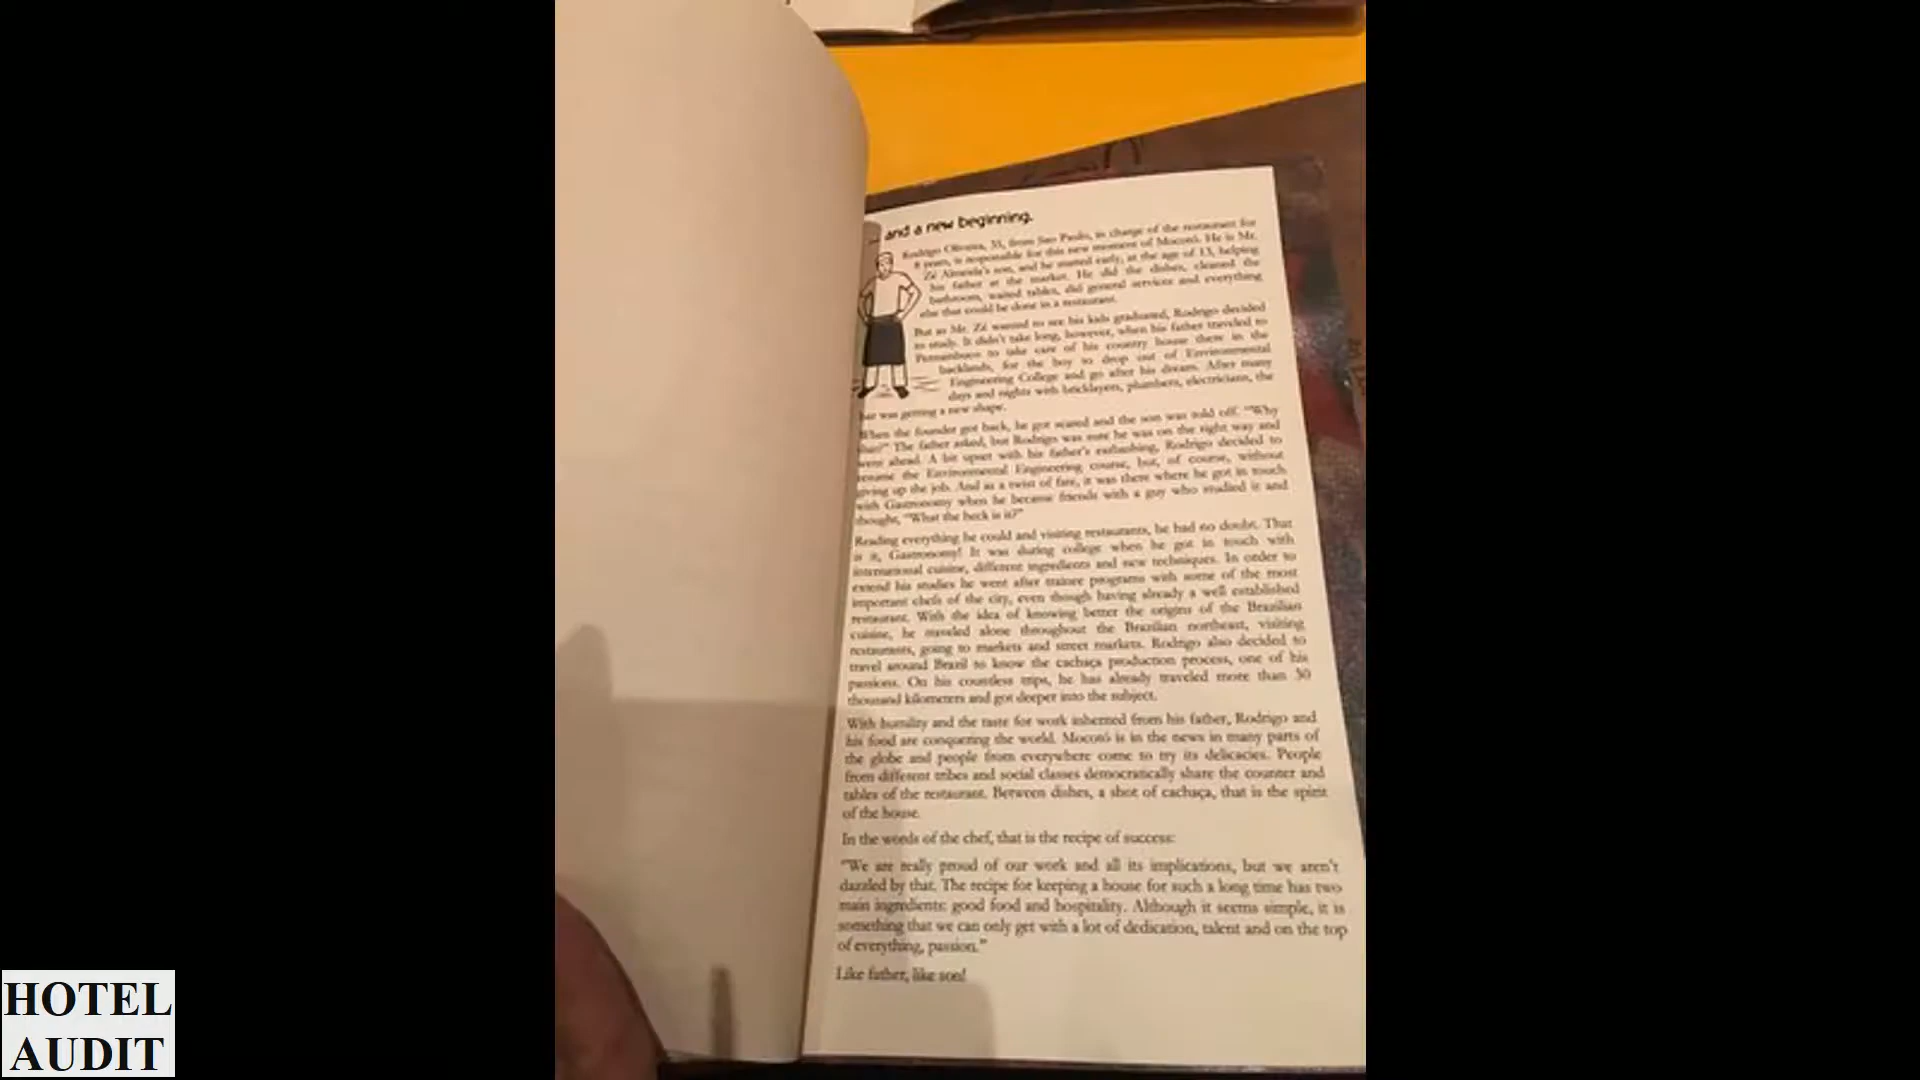 and a new beginning.
Rodrigo Oliveira, 33, from Sao Paulo, in charge of the restaurant for
8 years, is responsible for this new moment of Mocotó. He is Mr.
Zé Almeida's son, and he started early, at the age of 13, helping
his father at the market. He did the dishes, cleaned the
bathroom, waited tables, did general services and everything
else that could be done in a restaurant.
But as Mr. Zé wanted to see his kids graduated, Rodrigo decided
to study. It didn't take long, however, when his father traveled to
Pernambuco to take care of his country house there in the
backlands, for the boy to drop out of Environmental
Engineering College and go after his dream. After many
days and nights with bricklayers, plumbers, electricians, the
bar was getting a new shape.
When the founder got back, he got scared and the son was told off. "Why
that?" The father asked, but Rodrigo was sure he was on the right way and
went ahead. A bit upset with his father's earbashing, Rodrigo decided to
resume the Environmental Engineering course, but, of course, without
giving up the job. And as a twist of fate, it was there where he got in touch
with Gastronomy when he became friends with a guy who studied it and
thought, "What the heck is it?"
Reading everything he could and visiting restaurants, he had no doubt. That
is it, Gastronomy! It was during college when he got in touch with
international cuisine, different ingredients and new techniques. In order to
extend his studies he went after trainee programs with some of the most
important chefs of the city, even though having already a well established
restaurant. With the idea of knowing better the origins of the Brazilian
cuisine, he traveled alone throughout the Brazilian northeast, visiting
restaurants, going to markets and street markets. Rodrigo also decided to
travel around Brazil to know the cachaça production process, one of his
passions. On his countless trips, he has already traveled more than 30
thousand kilometers and got deeper into the subject.
With humility and the taste for work inherited from his father, Rodrigo and
his food are conquering the world. Mocotó is in the news in many parts of
the globe and people from everywhere come to try its delicacies. People
from different tribes and social classes democratically share the counter and
tables of the restaurant. Between dishes, a shot of cachaça, that is the spirit
of the house.
In the words of the chef, that is the recipe of success:
"We are really proud of our work and all its implications, but we aren't
dazzled by that. The recipe for keeping a house for such a long time has two
main ingredients: good food and hospitality. Although it seems simple, it is
something that we can only get with a lot of dedication, talent and on the top
of everything, passion."
Like father, like son!
HOTEL
AUDIT